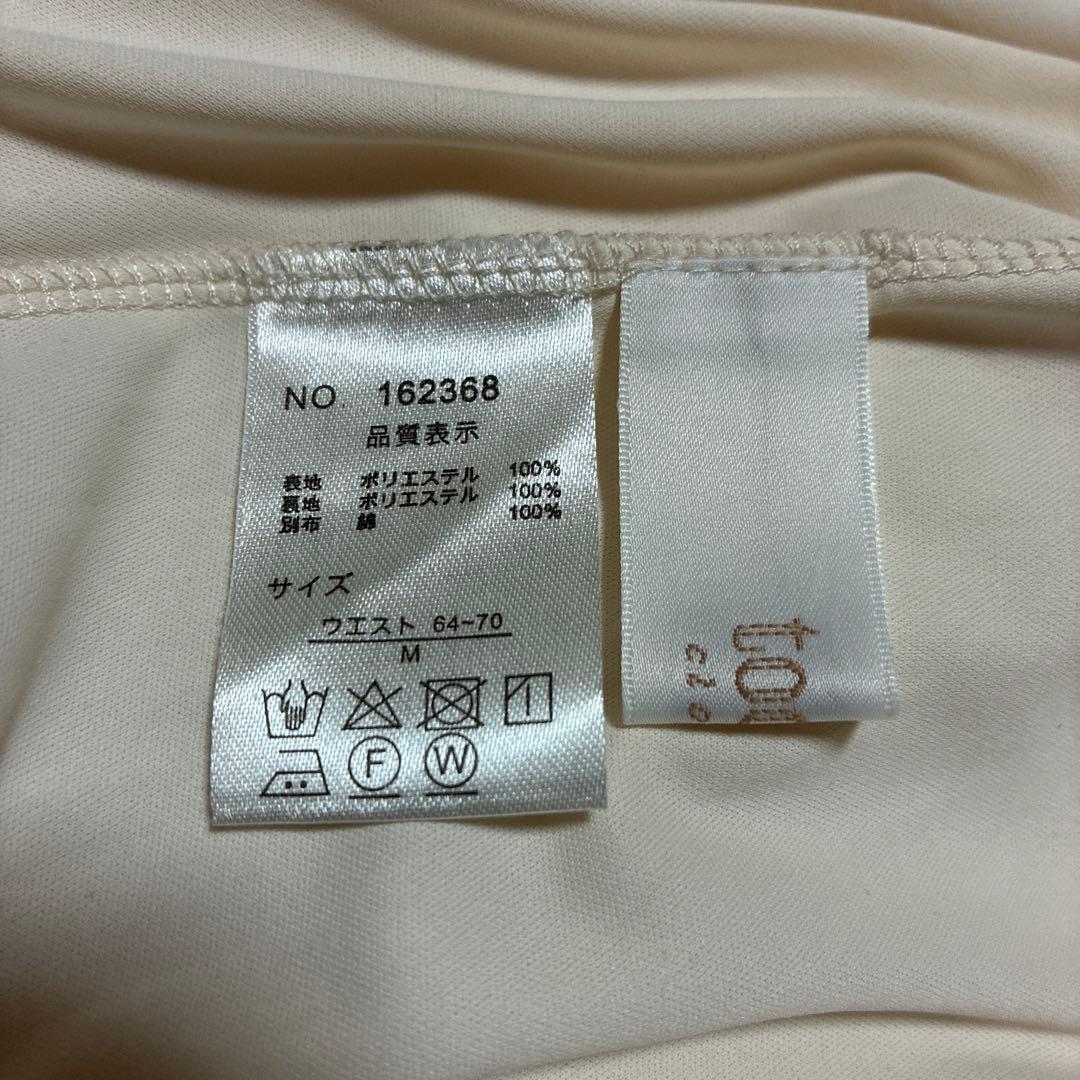 NO. 162368
品質表示
表地 ポリエステル 100%
裏地 ポリエステル 100%
別布 綿 100%
サイズ
ウエスト 64~70
M
F W